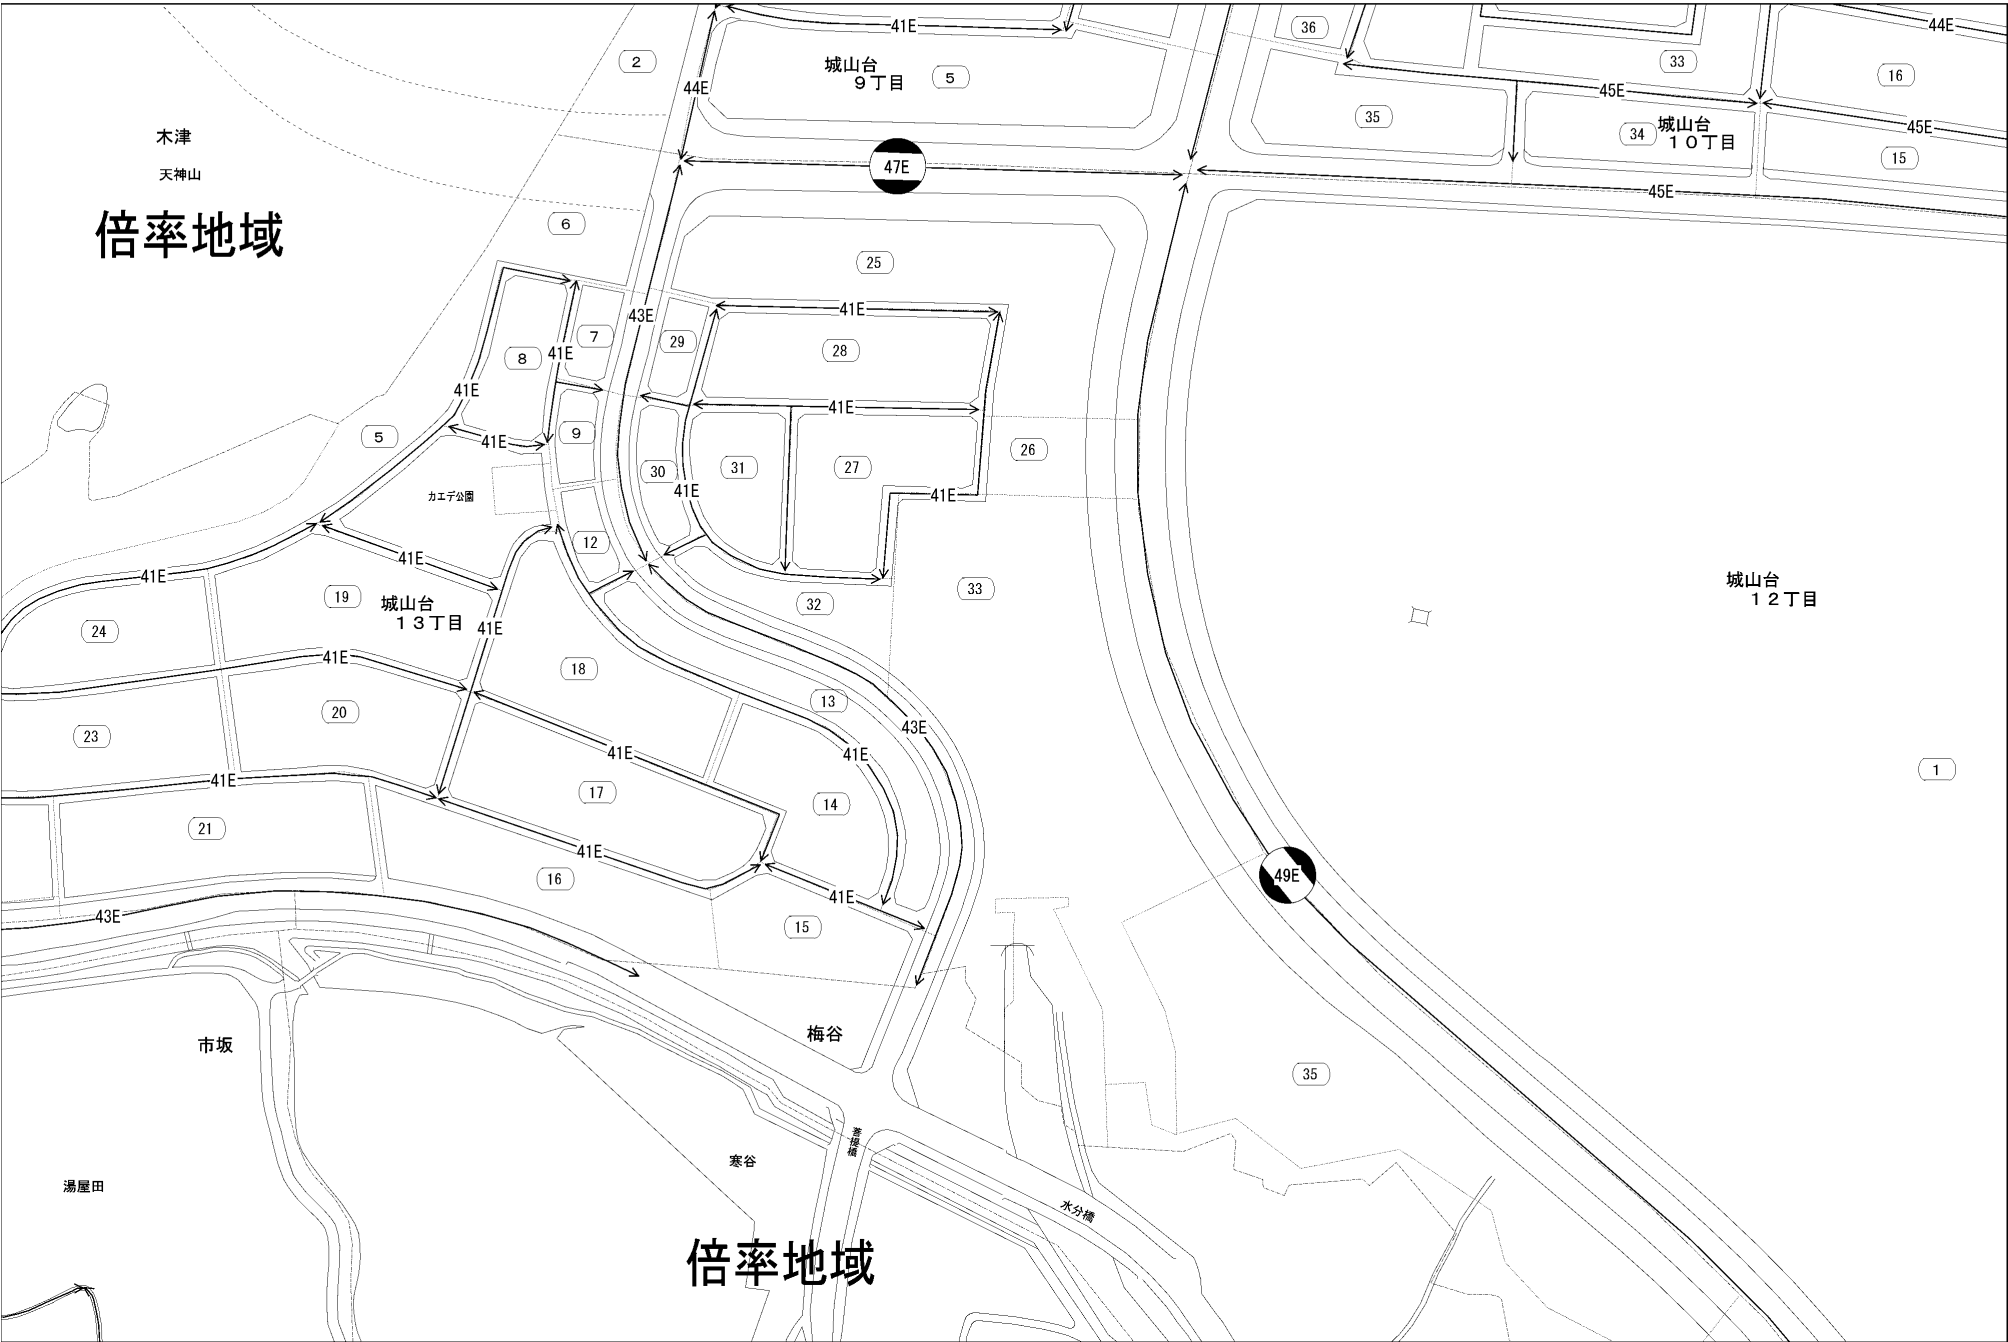 41E
44E
36
2
城山台
9丁目
5
44E
33
16
45E
35
34
城山台
10丁目
45E
15
木津
天神山
倍率地域
47E
45E
6
25
43E
41E
7
29
28
8
41E
41E
41E
5
41E
9
26
30
31
27
41E
41E
カエデ公園
12
41E
41E
33
32
19
城山台
13丁目
城山台
12丁目
24
41E
41E
18
13
20
23
43E
41E
41E
41E
17
14
1
21
41E
16
49E
41E
43E
15
梅谷
市坂
35
菩提橋
寒谷
湯屋田
水分橋
倍率地域